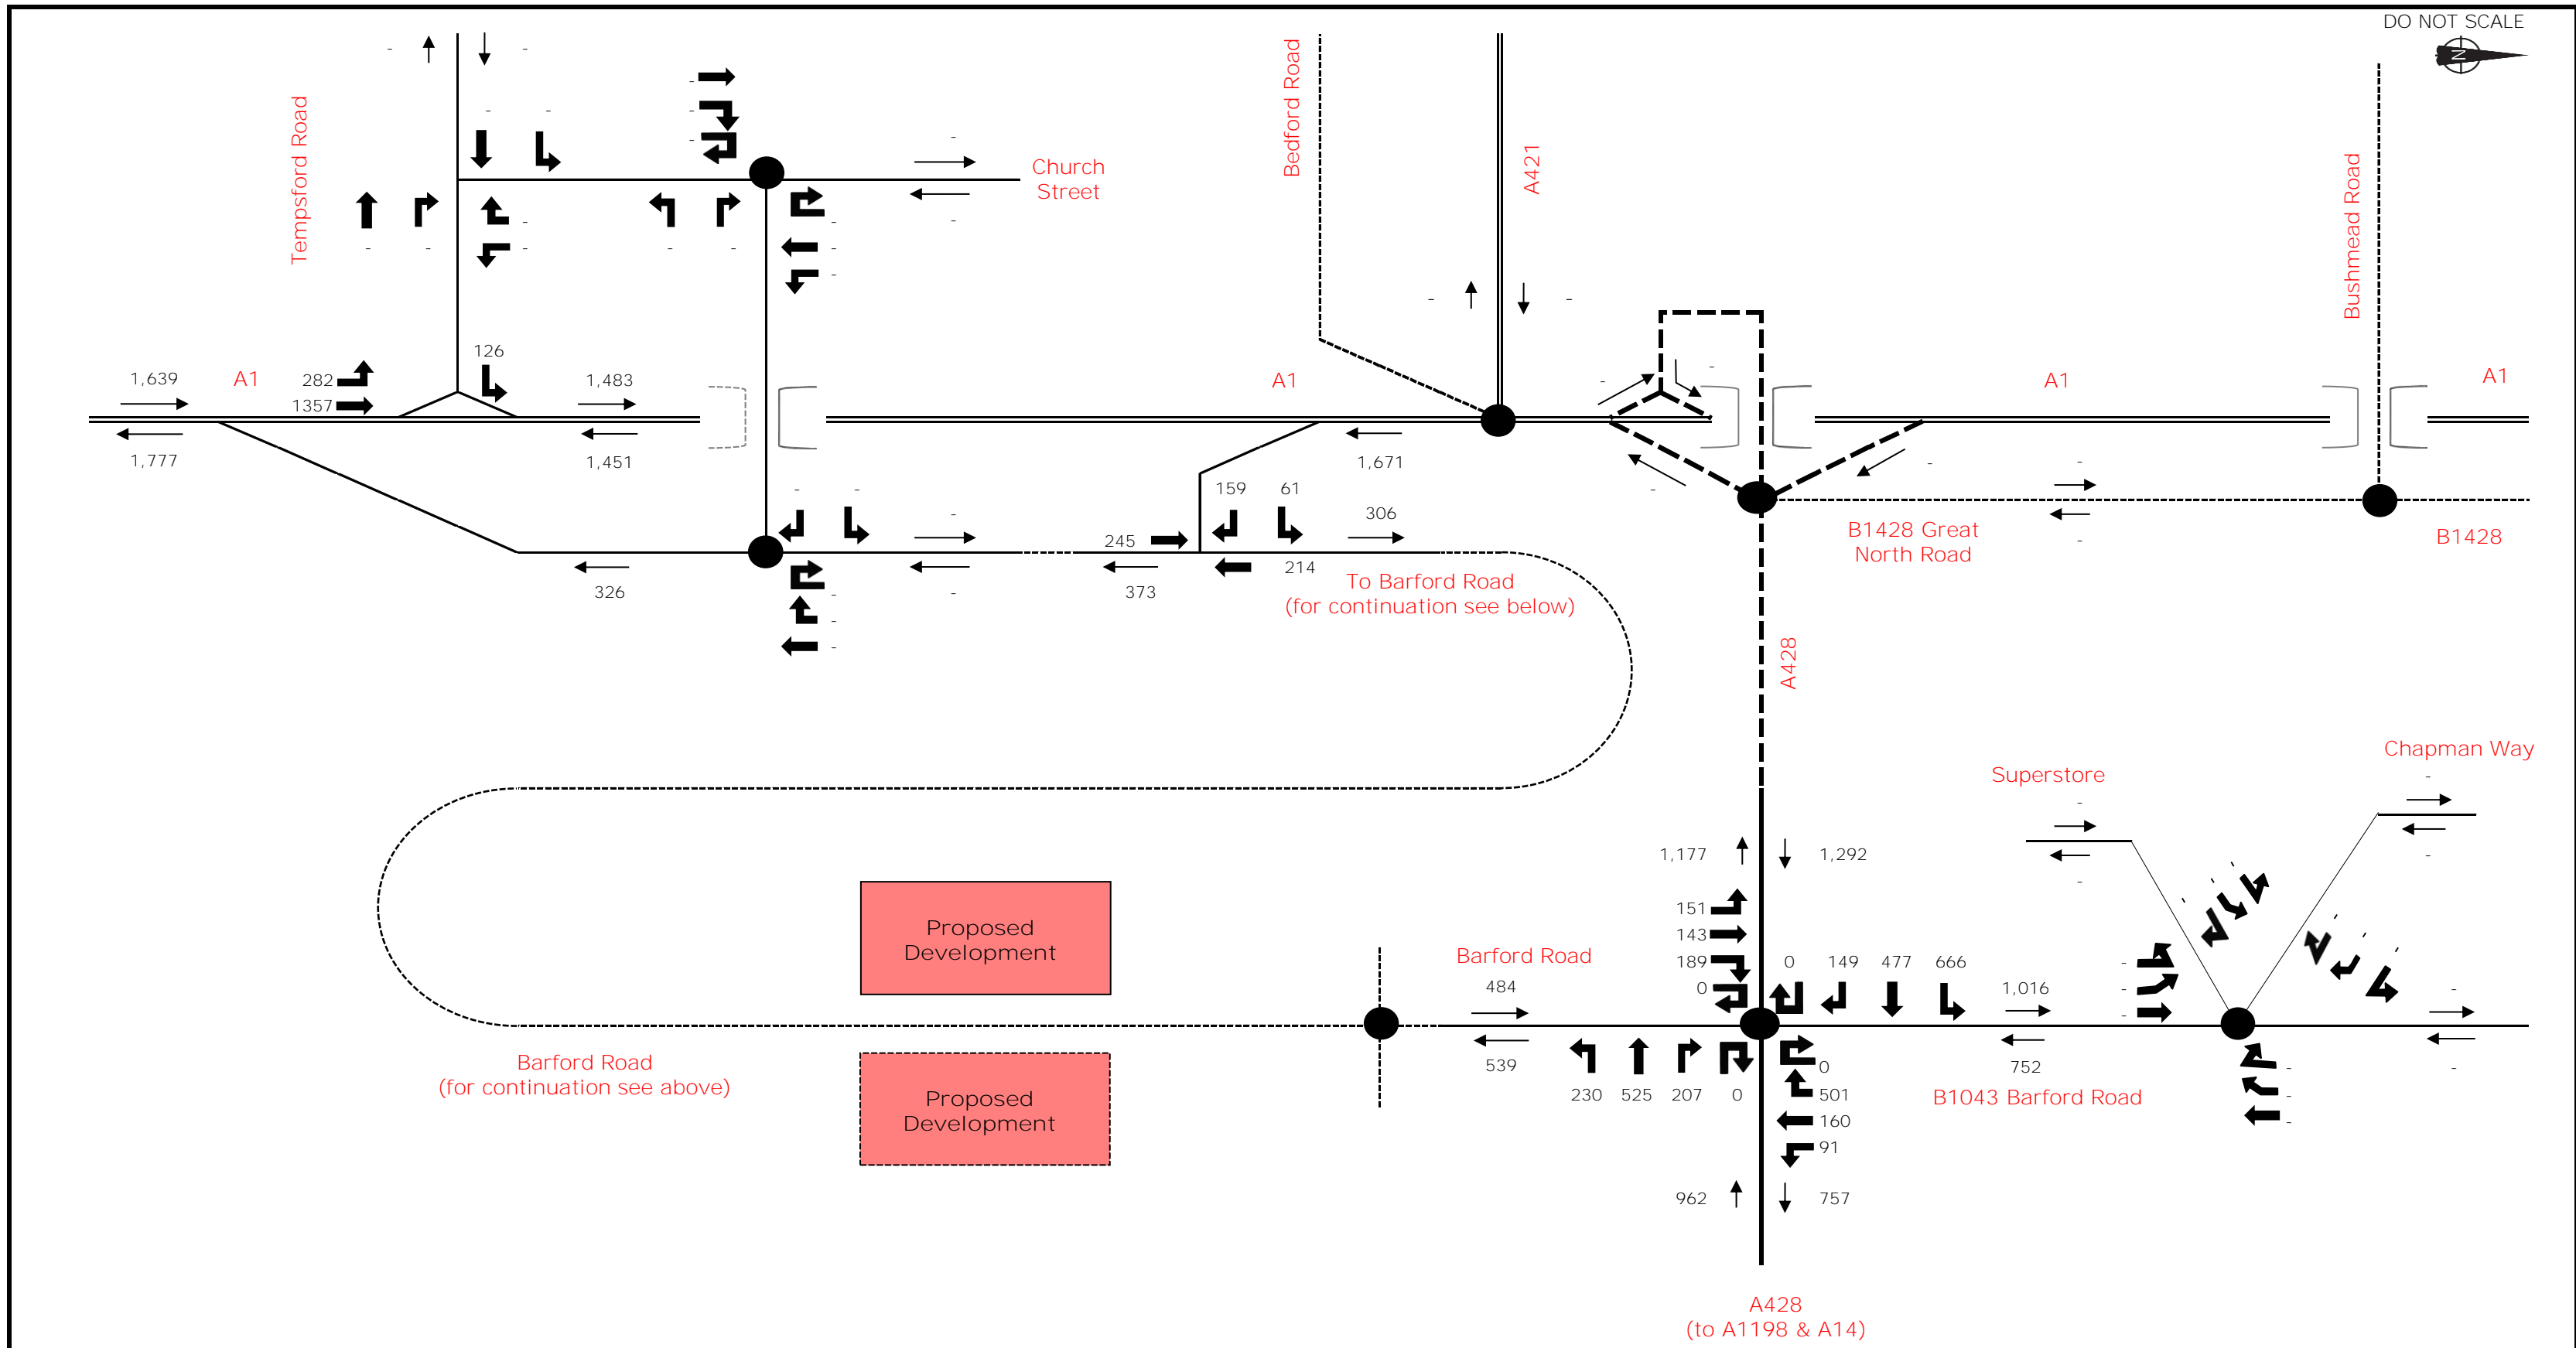 DO NOT SCALE
N
Tempsford Road
Church
Street
Bedford Road
A421
Bushmead Road
1,639
A1
282
1357
126
1,483
1,777
1,451
A1
1,671
A1
A1
159
61
306
245
373
214
326
To Barford Road
(for continuation see below)
B1428 Great
North Road
B1428
A428
Superstore
Chapman Way
1,177
1,292
Proposed
Development
151
143
189
0
Barford Road
484
539
0
149
477
666
1,016
752
B1043 Barford Road
230
525
207
0
0
501
160
91
Barford Road
(for continuation see above)
Proposed
Development
962
757
A428
(to A1198 & A14)